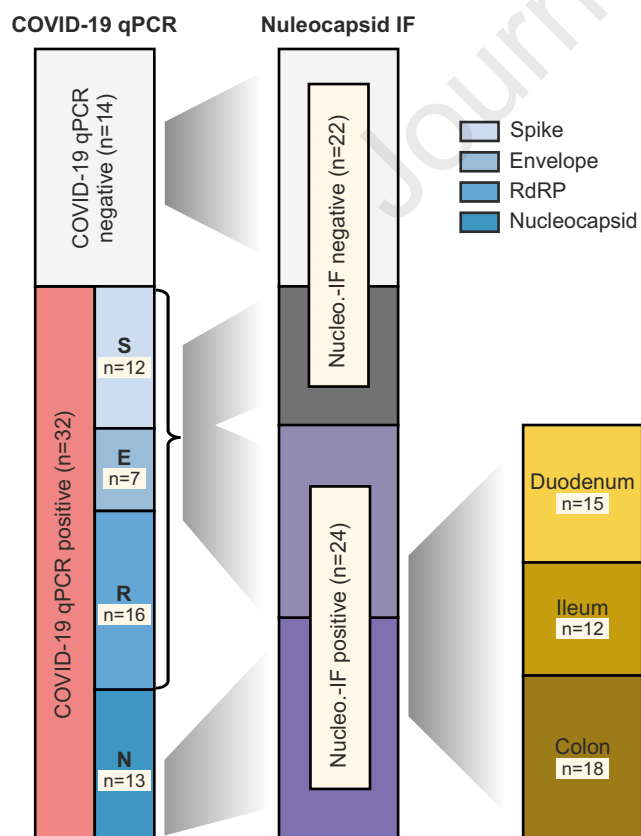 COVID-19 qPCR
Nuleocapsid IF
COVID-19 qPCR
negative (n=14)
Nucleo.-IF negative (n=22)
Journ
Spike
Envelope
RdRP
Nucleocapsid
COVID-19 qPCR positive (n=32)
S
n=12
E
n=7
R
n=16
N
n=13
Nucleo.-IF positive (n=24)
Duodenum
n=15
Ileum
n=12
Colon
n=18